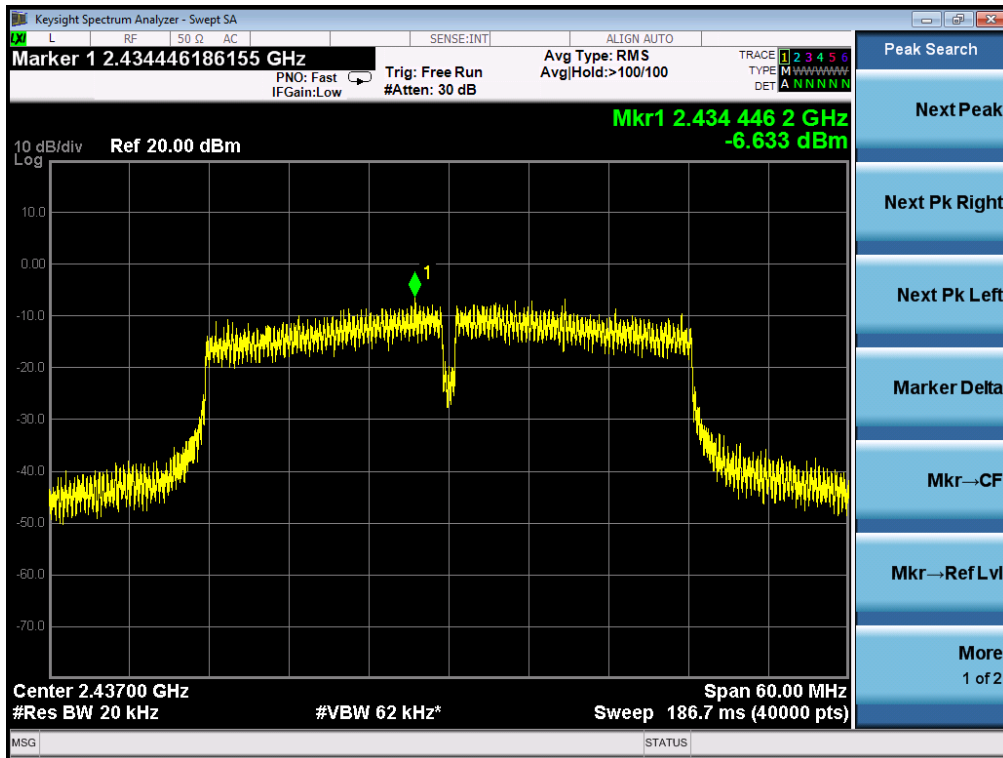 Keysight Spectrum Analyzer - Swept SA
LXI L RF 50 Ω AC SENSE:INT ALIGN AUTO
Marker 1 2.434446186155 GHz
PNO: Fast
IFGain:Low
Trig: Free Run
#Atten: 30 dB
Avg Type: RMS
Avg|Hold:>100/100
TRACE 1 2 3 4 5 6
TYPE M WWWWW
DET A N N N N N
Mkr1 2.434 446 2 GHz
-6.633 dBm
10 dB/div Ref 20.00 dBm
Log
10.0
0.00
-10.0
-20.0
-30.0
-40.0
-50.0
-60.0
-70.0
1
Center 2.43700 GHz Span 60.00 MHz
#Res BW 20 kHz #VBW 62 kHz* Sweep 186.7 ms (40000 pts)
MSG STATUS
Peak Search
Next Peak
Next Pk Right
Next Pk Left
Marker Delta
Mkr→CF
Mkr→Ref Lvl
More
1 of 2